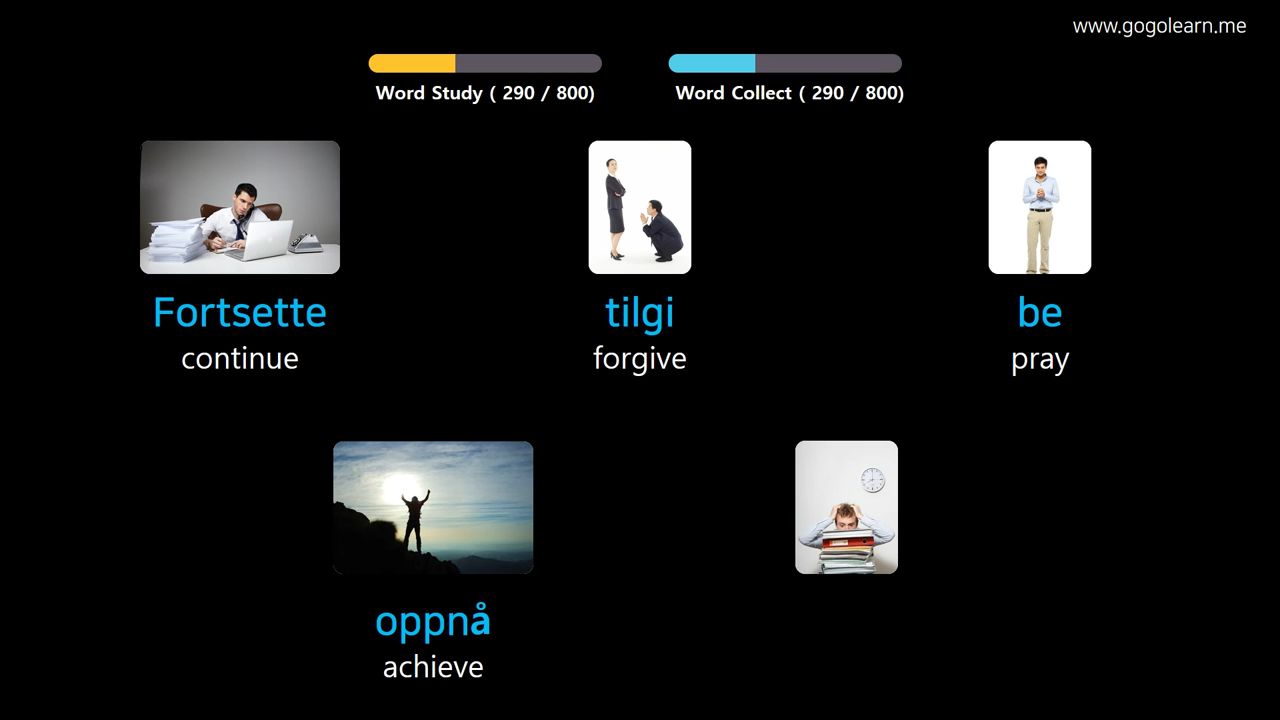 www.gogolearn.me
Word Study ( 290 / 800)
Word Collect ( 290 / 800)
Fortsette
continue
tilgi
forgive
be
pray
oppnå
achieve